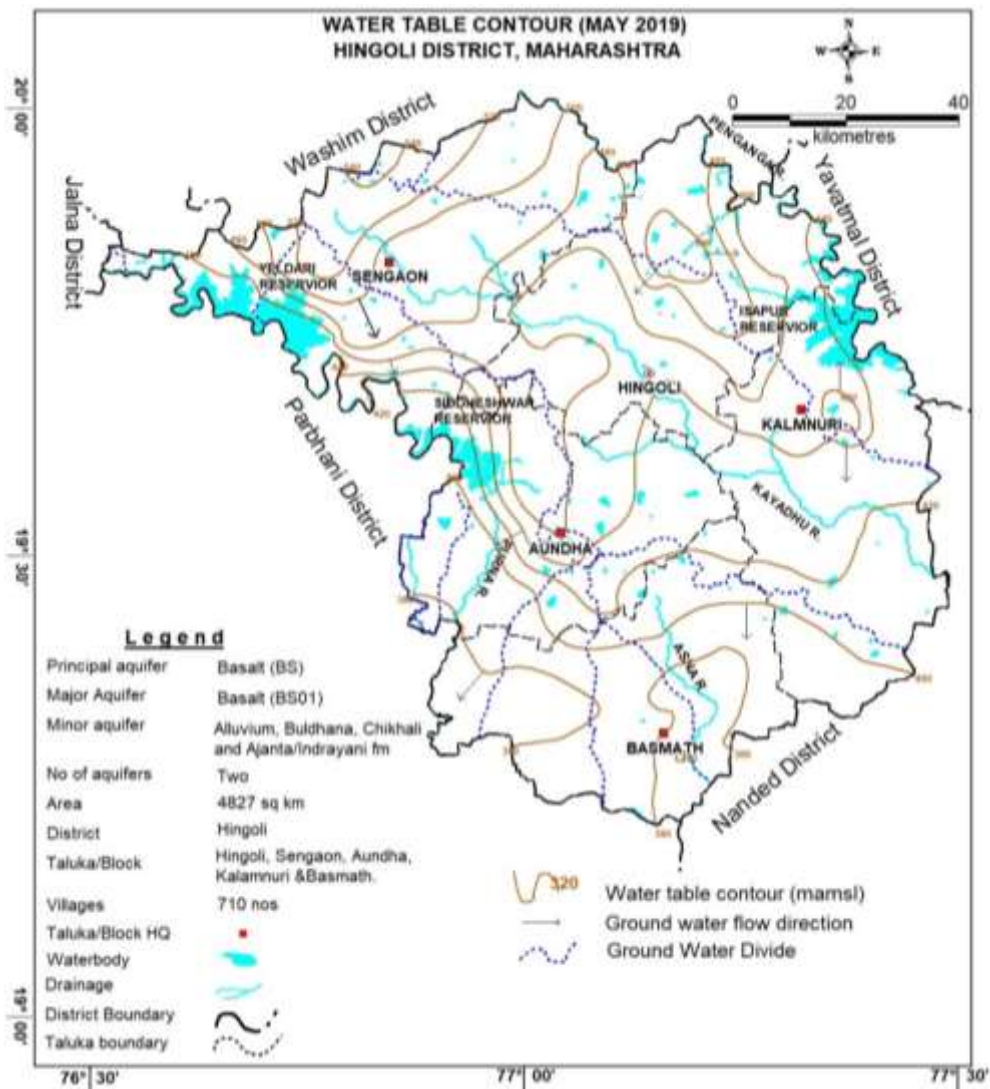 WATER TABLE CONTOUR (MAY 2019)
HINGOLI DISTRICT, MAHARASHTRA
N
W E
S
0 20 40
kilometres
20° 00'
19° 30'
19° 00'
76° 30'
77° 00'
77° 30'
Washim District
PENGANGA R.
Yavatmal District
Jalna District
YELDARI
RESERVIOR
SENGAON
ISAPUR
RESERVIOR
HINGOLI
SIDDHESHWAR
RESERVIOR
KALMNURI
Parbhani District
KAYADHU R.
AUNDHA
PURNA R.
ASNA R.
BASMATH
Nanded District
Legend
Principal aquifer Basalt (BS)
Major Aquifer Basalt (BS01)
Minor aquifer Alluvium, Buldhana, Chikhali
and Ajanta/Indrayani fm
No of aquifers Two
Area 4827 sq km
District Hingoli
Taluka/Block Hingoli, Sengaon, Aundha,
Kalamnuri &Basmath.
Villages 710 nos
Taluka/Block HQ
Waterbody
Drainage
District Boundary
Taluka boundary
320 Water table contour (mamsl)
Ground water flow direction
Ground Water Divide